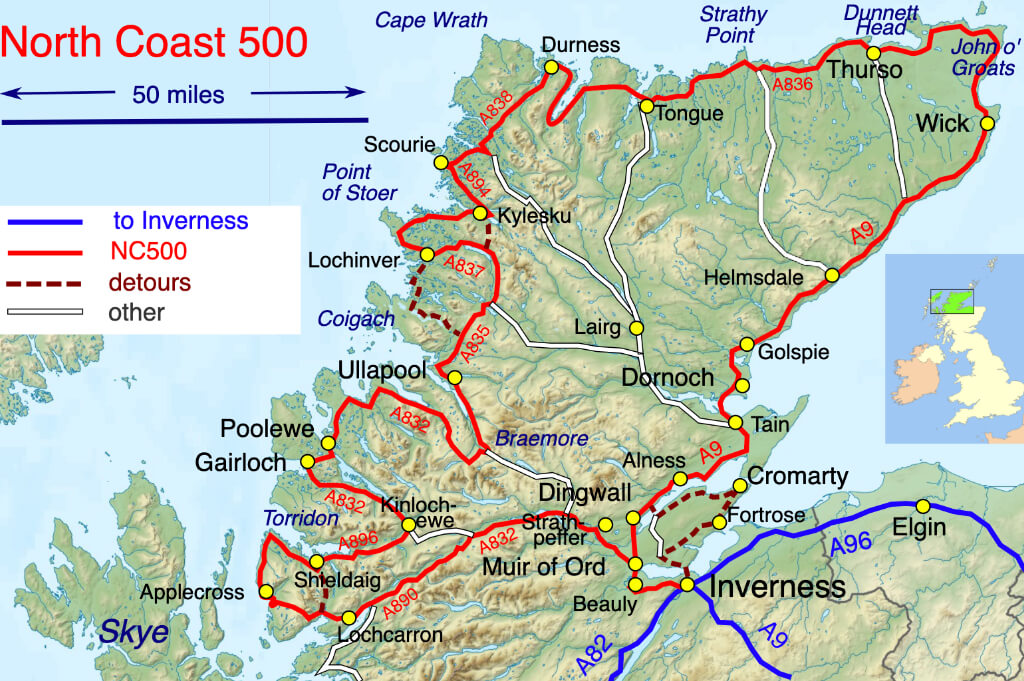 Cape Wrath
Strathy
Point
Dunnett
Head
North Coast 500
Durness
John o'
Groats
Thurso
50 miles
A838
A836
Tongue
Wick
Scourie
Point
of Stoer
A894
to Inverness
Kylesku
NC500
A9
Lochinver
A837
detours
Helmsdale
other
Coigach
Lairg
A835
Golspie
Ullapool
Dornoch
A832
Tain
Poolewe
Braemore
A9
Gairloch
Alness
Cromarty
A832
Kinloch-
ewe
Dingwall
Torridon
Strath-
peffer
Fortrose
Elgin
A896
A832
A96
Shieldaig
Muir of Ord
Applecross
Inverness
A890
Beauly
Skye
Lochcarron
A82
A9